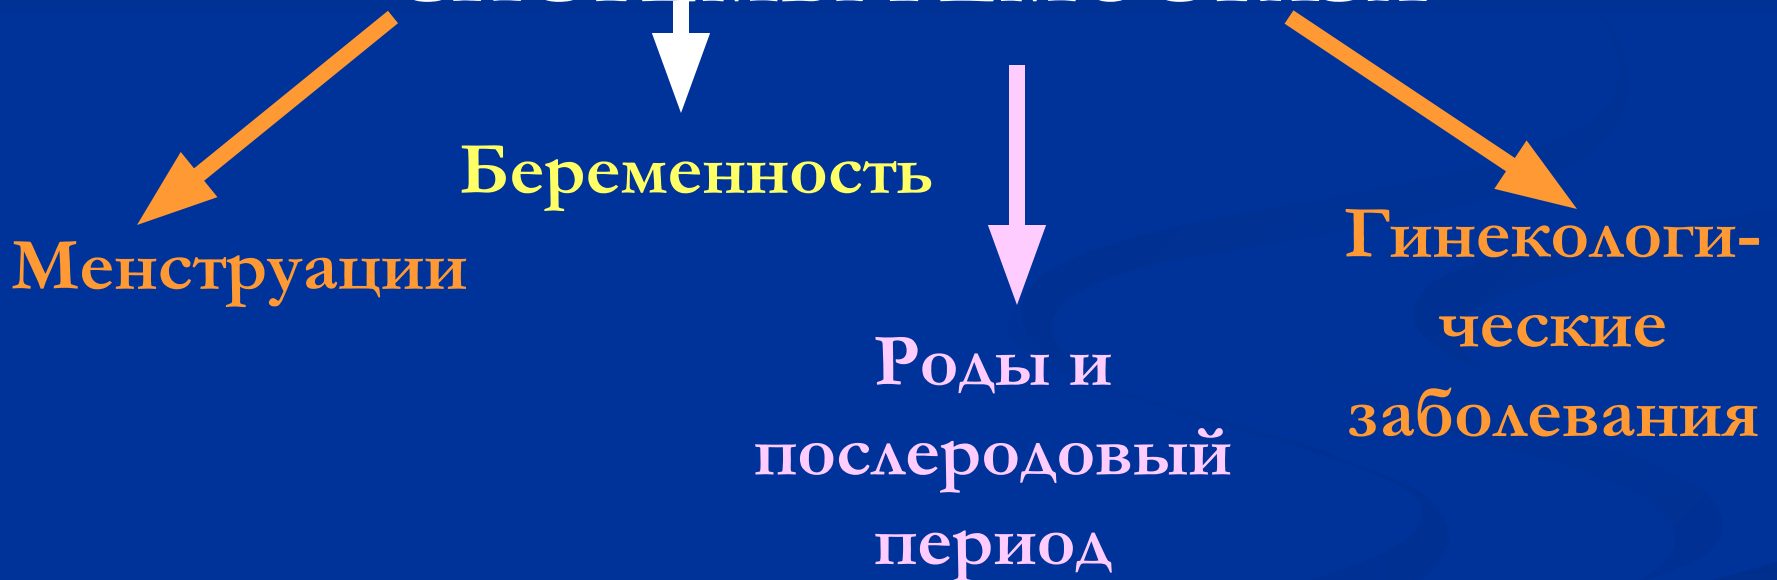 Беременность
Менструации
Гинекологи-
ческие
заболевания
Роды и
послеродовый
период